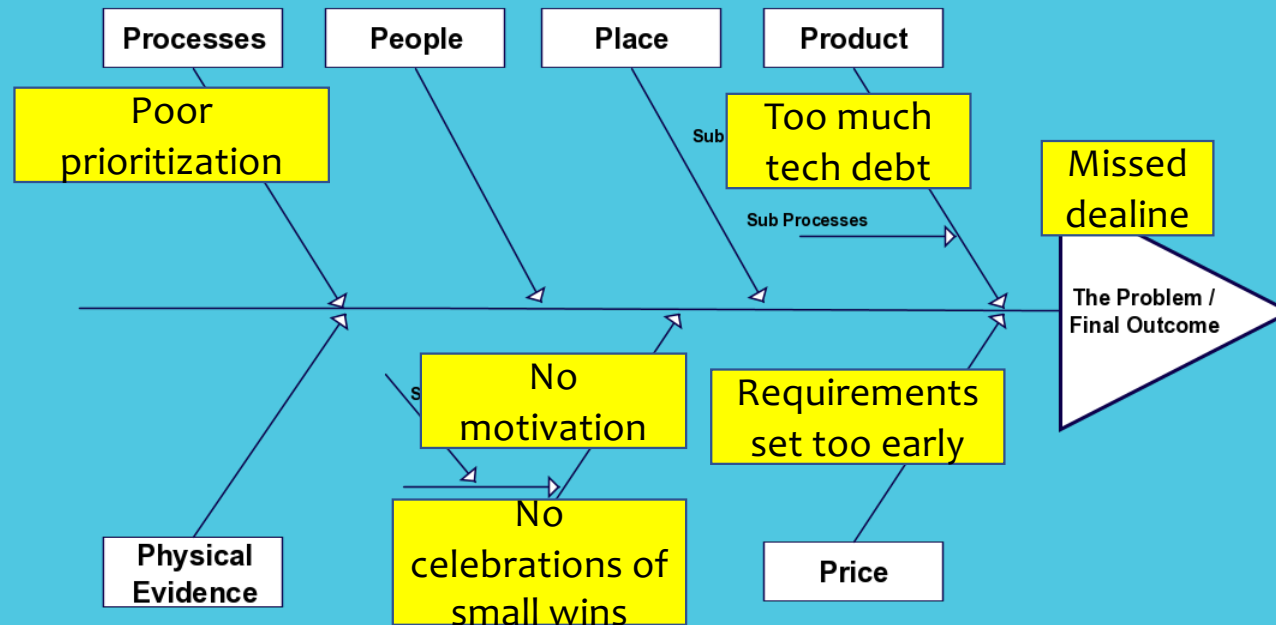 Processes
People
Place
Product
Poor
prioritization
Sub
Too much
tech debt
Missed
dealine
Sub Processes
The Problem /
Final Outcome
No
motivation
Requirements
set too early
No
celebrations of
small wins
Physical
Evidence
Price